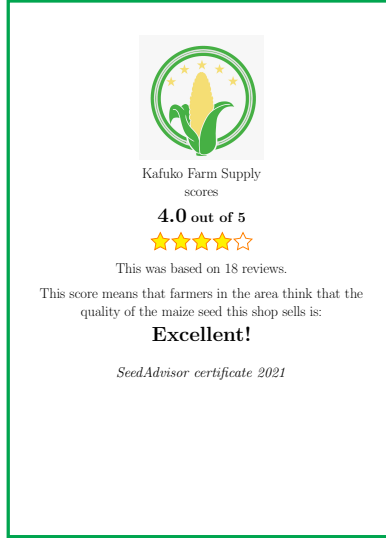 Kafuko Farm Supply
scores
4.0 out of 5
This was based on 18 reviews.
This score means that farmers in the area think that the
quality of the maize seed this shop sells is:
Excellent!
SeedAdvisor certificate 2021